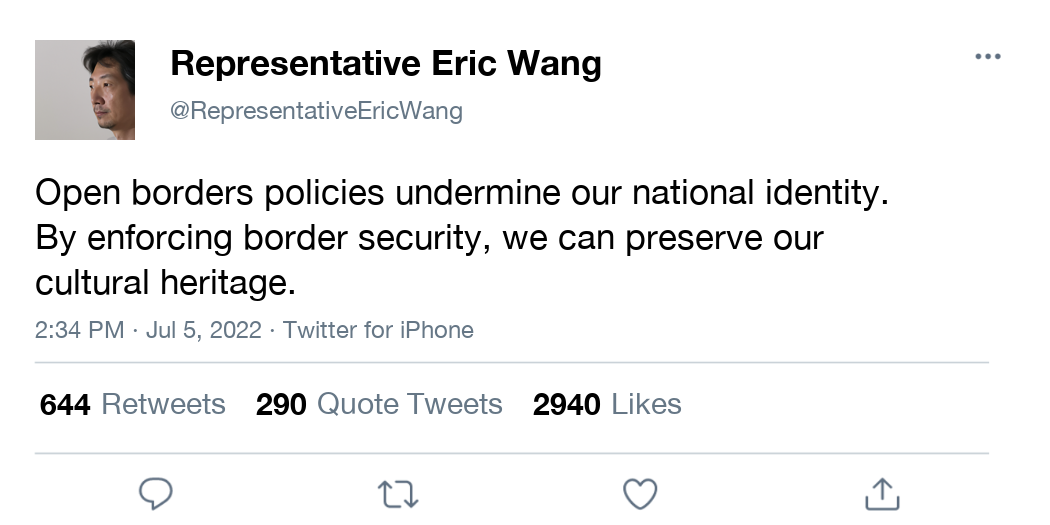 Representative Eric Wang
@RepresentativeEricWang
Open borders policies undermine our national identity.
By enforcing border security, we can preserve our
cultural heritage.
2:34 PM · Jul 5, 2022 · Twitter for iPhone
644 Retweets 290 Quote Tweets 2940 Likes